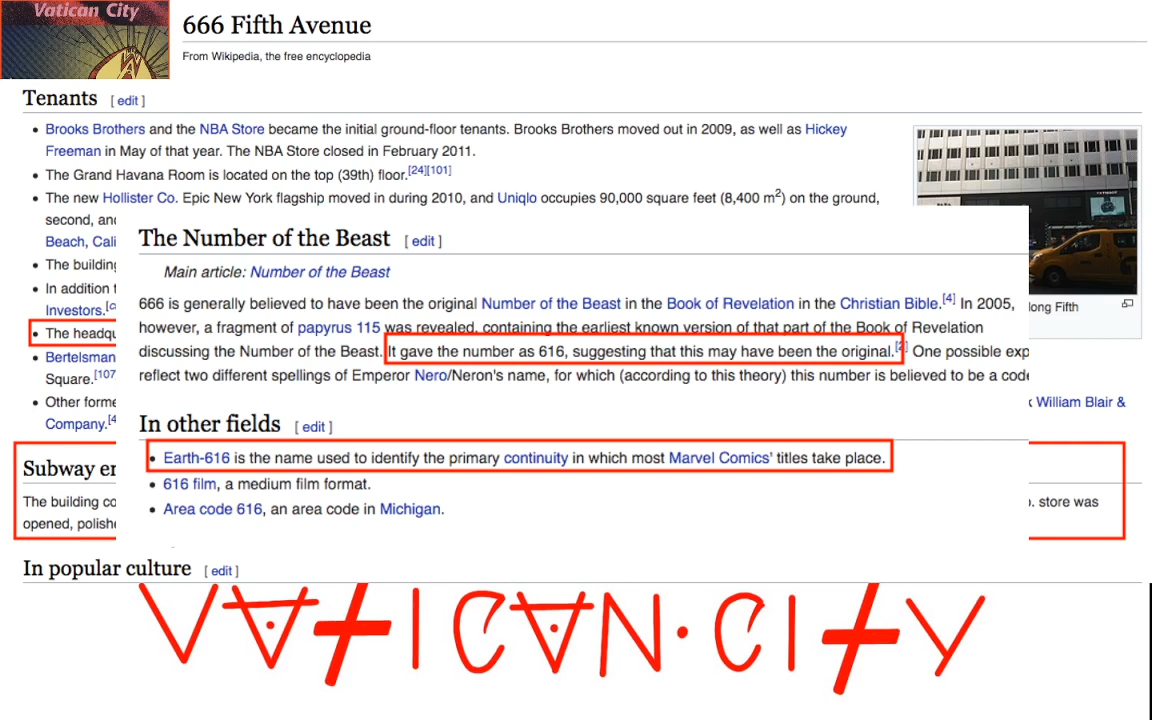 Vatican City
666 Fifth Avenue
From Wikipedia, the free encyclopedia
Tenants [ edit ]
• Brooks Brothers and the NBA Store became the initial ground-floor tenants. Brooks Brothers moved out in 2009, as well as Hickey
Freeman in May of that year. The NBA Store closed in February 2011.
• The Grand Havana Room is located on the top (39th) floor.[24][101]
• The new Hollister Co. Epic New York flagship moved in during 2010, and Uniqlo occupies 90,000 square feet (8,400 m2) on the ground,
second, and
Beach, Cali
• The building
• In addition t
Investors.[c
• The headqu
• Bertelsman
Square.[107
• Other forme
Company.[4
long Fifth
k William Blair &
The Number of the Beast [ edit ]
Main article: Number of the Beast
666 is generally believed to have been the original Number of the Beast in the Book of Revelation in the Christian Bible.[4] In 2005,
however, a fragment of papyrus 115 was revealed, containing the earliest known version of that part of the Book of Revelation
discussing the Number of the Beast. It gave the number as 616, suggesting that this may have been the original.[2] One possible exp
reflect two different spellings of Emperor Nero/Neron's name, for which (according to this theory) this number is believed to be a code
In other fields [ edit ]
• Earth-616 is the name used to identify the primary continuity in which most Marvel Comics' titles take place.
• 616 film, a medium film format.
• Area code 616, an area code in Michigan.
Subway en
The building co
opened, polishe
o. store was
In popular culture [ edit ]
VATICAN·CITY